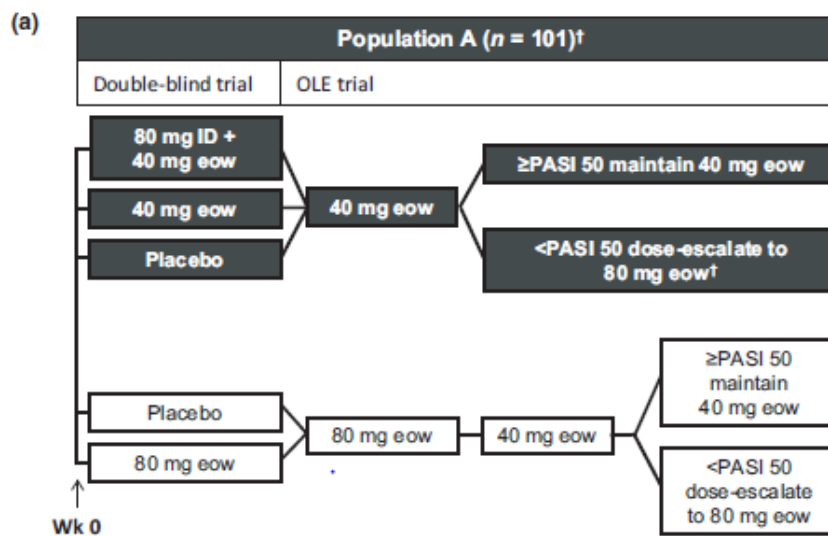 (a)
Population A (n = 101)†
Double-blind trial
OLE trial
80 mg ID +
40 mg eow
40 mg eow
Placebo
40 mg eow
≥PASI 50 maintain 40 mg eow
<PASI 50 dose-escalate to
80 mg eow†
Placebo
80 mg eow
80 mg eow
40 mg eow
≥PASI 50
maintain
40 mg eow
<PASI 50
dose-escalate
to 80 mg eow
Wk 0